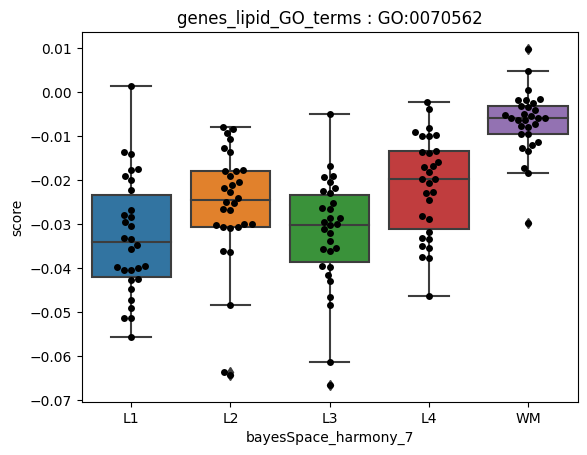 genes_lipid_GO_terms : GO:0070562
0.01
0.00
−0.01
−0.02
−0.03
−0.04
−0.05
−0.06
−0.07
score
L1 L2 L3 L4 WM
bayesSpace_harmony_7